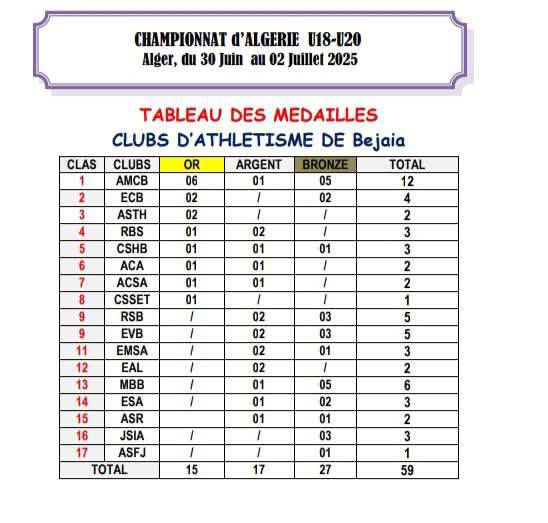 CHAMPIONNAT d'ALGERIE U18-U20
Alger, du 30 Juin au 02 Juillet 2025
TABLEAU DES MEDAILLES
CLUBS D'ATHLETISME DE Bejaia
CLAS CLUBS OR ARGENT BRONZE TOTAL
1 AMCB 06 01 05 12
2 ECB 02 / 02 4
3 ASTH 02 / / 2
4 RBS 01 02 / 3
5 CSHB 01 01 01 3
6 ACA 01 01 / 2
7 ACSA 01 01 / 2
8 CSSET 01 / / 1
9 RSB / 02 03 5
9 EVB / 02 03 5
11 EMSA / 02 01 3
12 EAL / 02 / 2
13 MBB / 01 05 6
14 ESA / 01 02 3
15 ASR 01 01 2
16 JSIA / / 03 3
17 ASFJ / / 01 1
TOTAL 15 17 27 59